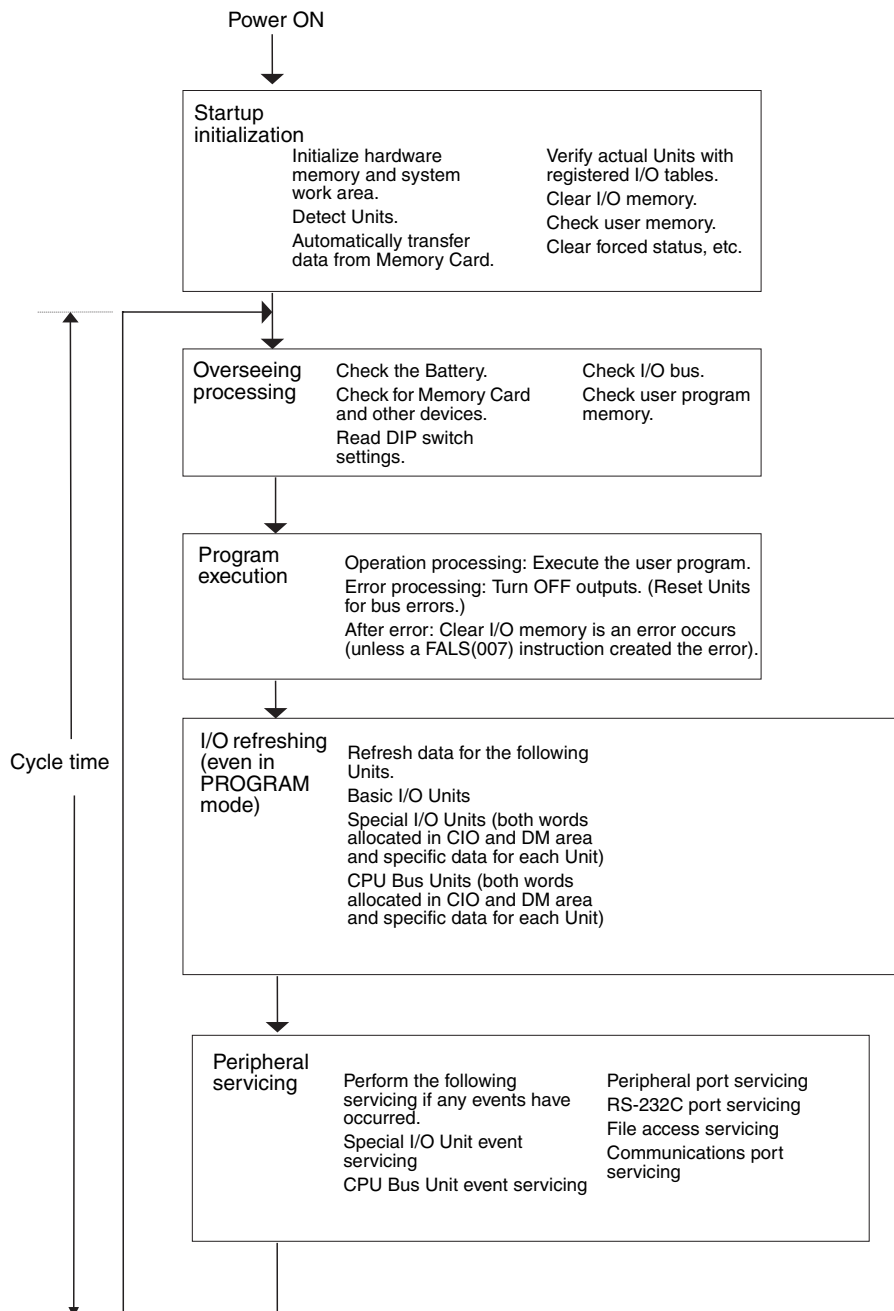 Power ON
Startup
initialization
Initialize hardware
memory and system
work area.
Detect Units.
Automatically transfer
data from Memory Card.
Verify actual Units with
registered I/O tables.
Clear I/O memory.
Check user memory.
Clear forced status, etc.
Overseeing
processing
Check the Battery.
Check for Memory Card
and other devices.
Read DIP switch
settings.
Check I/O bus.
Check user program
memory.
Program
execution
Operation processing: Execute the user program.
Error processing: Turn OFF outputs. (Reset Units
for bus errors.)
After error: Clear I/O memory is an error occurs
(unless a FALS(007) instruction created the error).
Cycle time
I/O refreshing
(even in
PROGRAM
mode)
Refresh data for the following
Units.
Basic I/O Units
Special I/O Units (both words
allocated in CIO and DM area
and specific data for each Unit)
CPU Bus Units (both words
allocated in CIO and DM area
and specific data for each Unit)
Peripheral
servicing
Perform the following
servicing if any events have
occurred.
Special I/O Unit event
servicing
CPU Bus Unit event servicing
Peripheral port servicing
RS-232C port servicing
File access servicing
Communications port
servicing